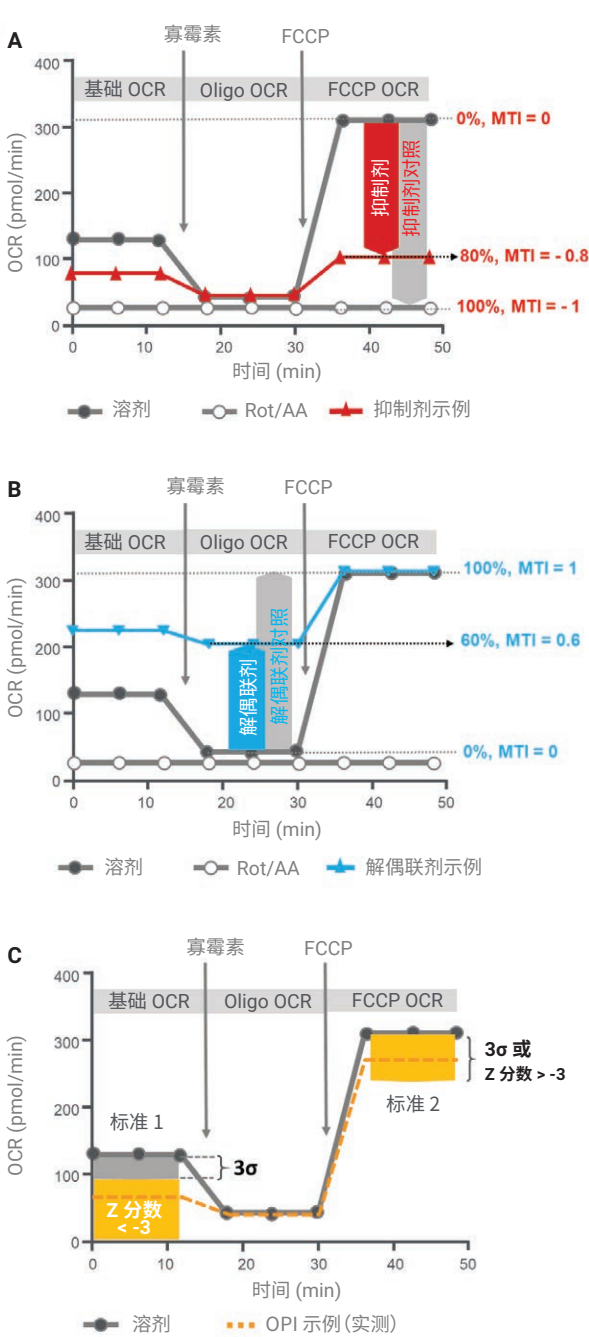 A
寡霉素
FCCP
400
300
200
100
0
OCR (pmol/min)
基础 OCR
Oligo OCR
FCCP OCR
抑制剂
抑制剂对照
0%, MTI = 0
80%, MTI = - 0.8
100%, MTI = - 1
0 10 20 30 40 50
时间 (min)
溶剂 Rot/AA 抑制剂示例
B
寡霉素
FCCP
400
300
200
100
0
OCR (pmol/min)
基础 OCR
Oligo OCR
FCCP OCR
解偶联剂
解偶联剂对照
100%, MTI = 1
60%, MTI = 0.6
0%, MTI = 0
0 10 20 30 40 50
时间 (min)
溶剂 Rot/AA 解偶联剂示例
C
寡霉素
FCCP
400
300
200
100
0
OCR (pmol/min)
基础 OCR
Oligo OCR
FCCP OCR
3σ 或
Z 分数 > -3
标准 2
标准 1
3σ
Z 分数
< -3
0 10 20 30 40 50
时间 (min)
溶剂 OPI 示例（实测）